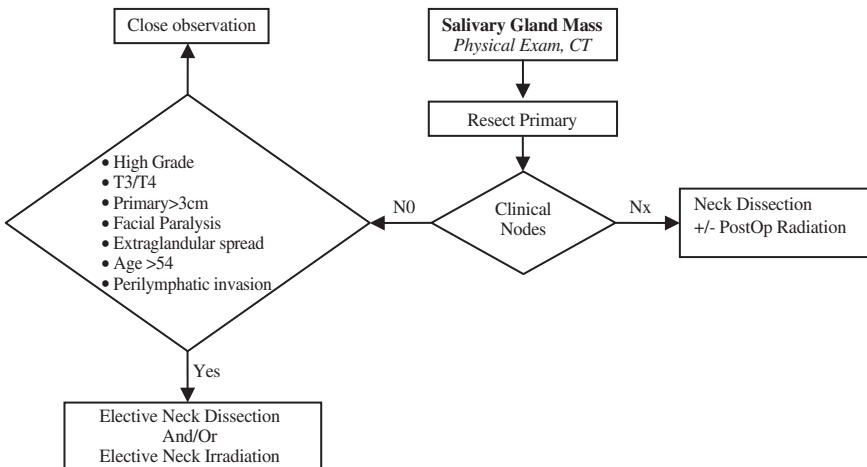 Close observation
Salivary Gland Mass
Physical Exam, CT
Resect Primary
• High Grade
• T3/T4
• Primary>3cm
• Facial Paralysis
• Extraglandular spread
• Age >54
• Perilymphatic invasion
N0
Clinical
Nodes
Nx
Neck Dissection
+/- PostOp Radiation
Yes
Elective Neck Dissection
And/Or
Elective Neck Irradiation